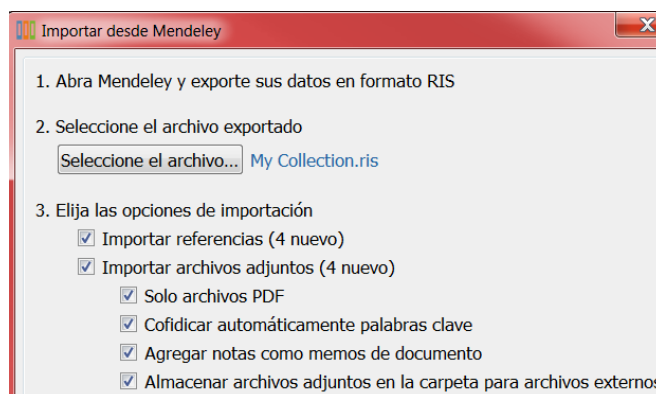 Importar desde Mendeley
1. Abra Mendeley y exporte sus datos en formato RIS
2. Seleccione el archivo exportado
Seleccione el archivo... My Collection.ris
3. Elija las opciones de importación
Importar referencias (4 nuevo)
Importar archivos adjuntos (4 nuevo)
Solo archivos PDF
Cofidicar automáticamente palabras clave
Agregar notas como memos de documento
Almacenar archivos adjuntos en la carpeta para archivos externos